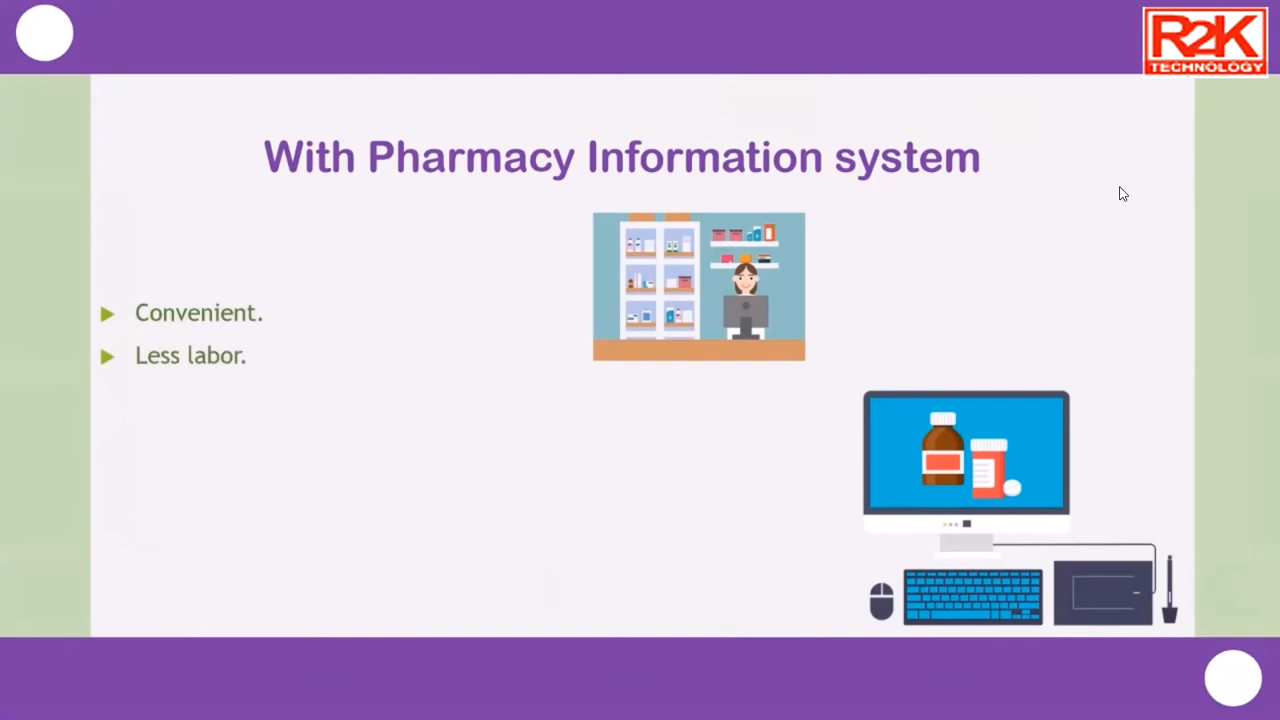 R2K
TECHNOLOGY
With Pharmacy Information system
Convenient.
Less labor.